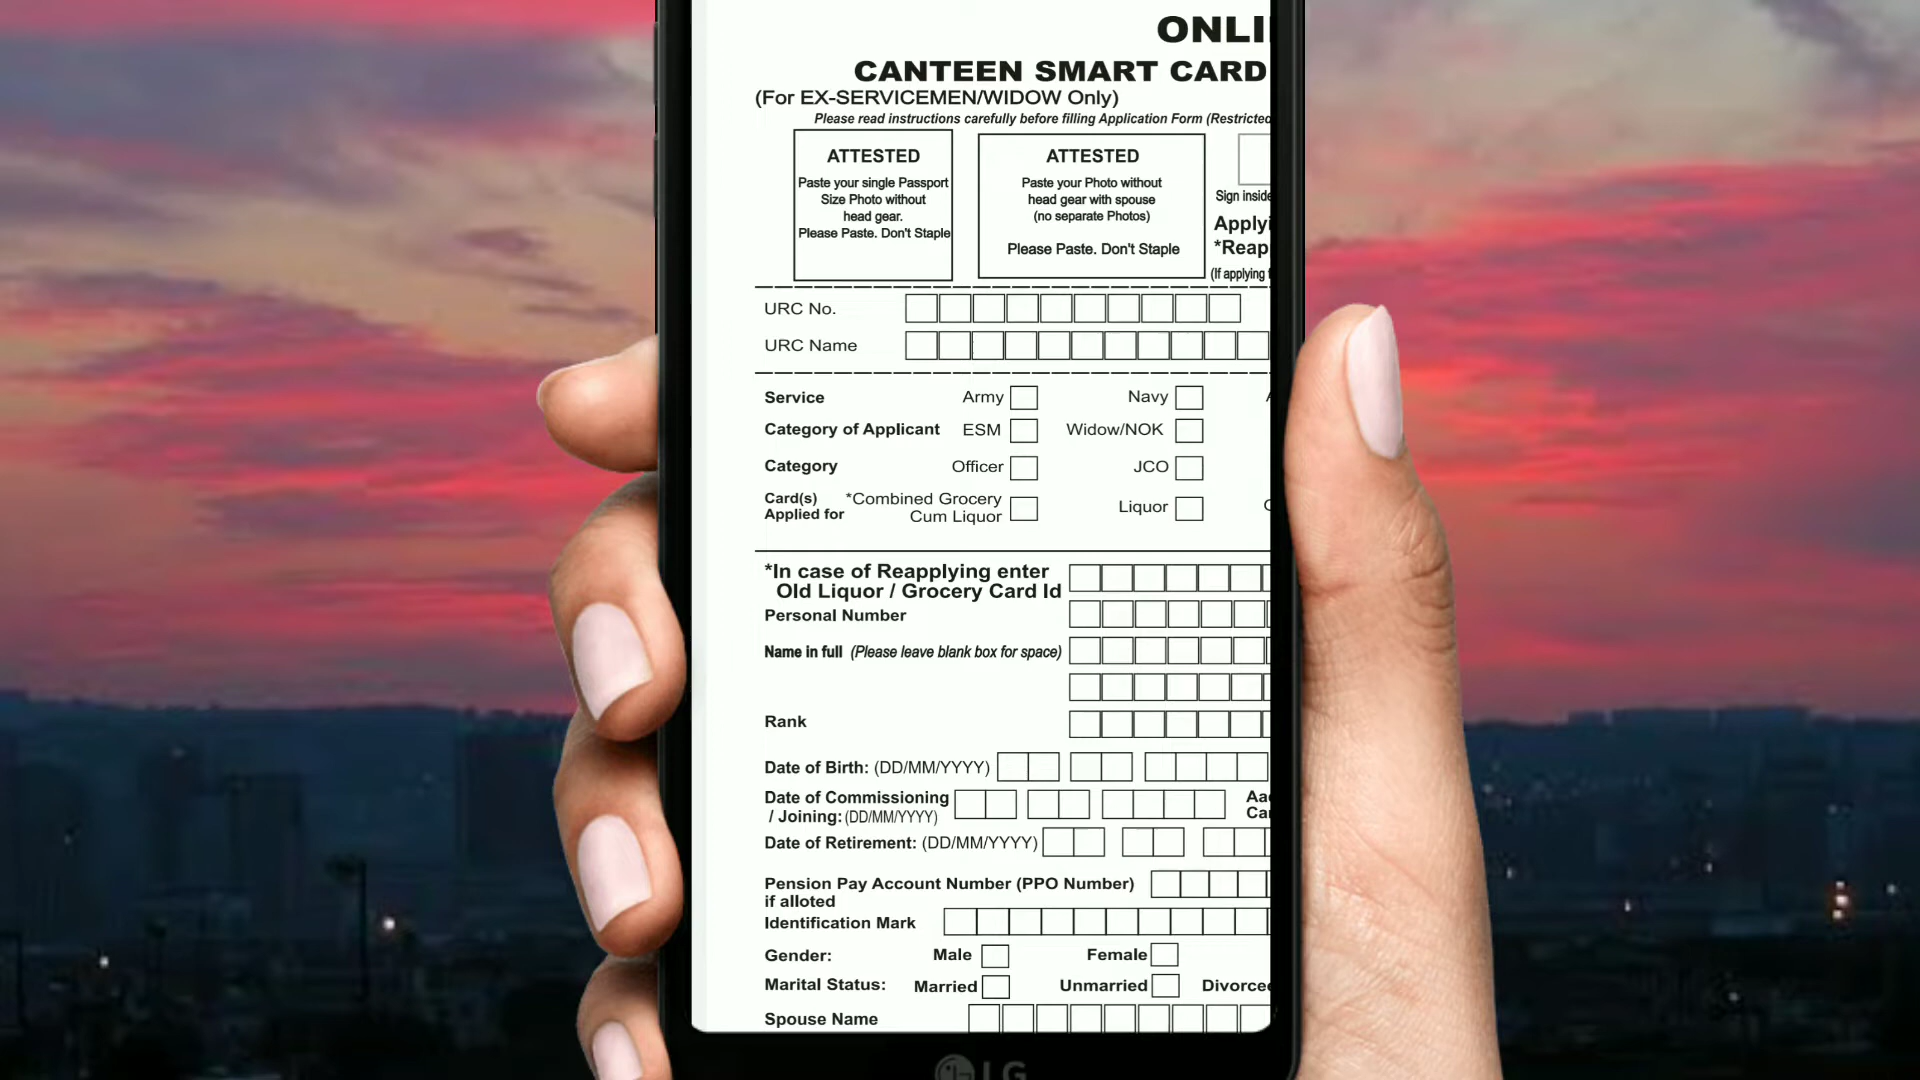 ONLI
CANTEEN SMART CARD
(For EX-SERVICEMEN/WIDOW Only)
Please read instructions carefully before filling Application Form (Restricted
ATTESTED
Paste your single Passport
Size Photo without
head gear.
Please Paste. Don't Staple
ATTESTED
Paste your Photo without
head gear with spouse
(no separate Photos)
Please Paste. Don't Staple
Sign inside
Applyi
*Reap
(If applying
URC No.
URC Name
Service Army Navy
Category of Applicant ESM Widow/NOK
Category Officer JCO
Card(s) Applied for *Combined Grocery Cum Liquor Liquor
*In case of Reapplying enter
Old Liquor / Grocery Card Id
Personal Number
Name in full (Please leave blank box for space)
Rank
Date of Birth: (DD/MM/YYYY)
Date of Commissioning
/ Joining: (DD/MM/YYYY)
Aa
Ca
Date of Retirement: (DD/MM/YYYY)
Pension Pay Account Number (PPO Number)
if alloted
Identification Mark
Gender: Male Female
Marital Status: Married Unmarried Divorce
Spouse Name
LG